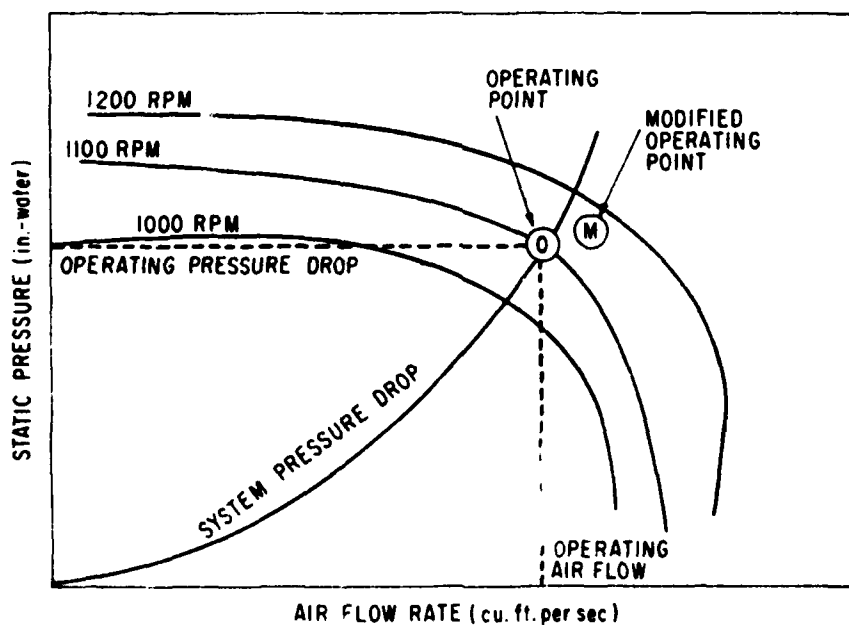 OPERATING
POINT
1200 RPM
MODIFIED
OPERATING
POINT
1100 RPM
1000 RPM
O
M
OPERATING PRESSURE DROP
STATIC PRESSURE (in.-water)
SYSTEM PRESSURE DROP
OPERATING
AIR FLOW
AIR FLOW RATE (cu. ft. per sec)